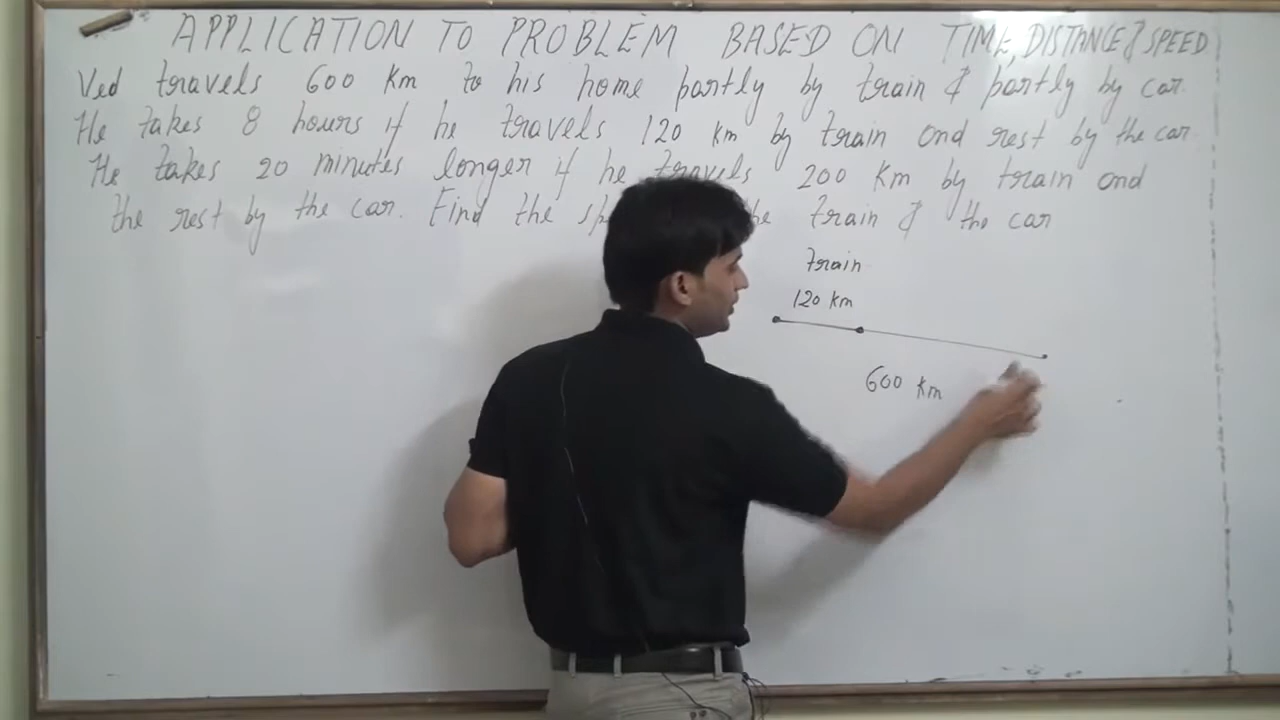 APPLICATION TO PROBLEM BASED ON TIME, DISTANCE & SPEED
Ved travels 600 Km to his home partly by train & partly by car.
He takes 8 hours if he travels 120 km by train and rest by the car
He takes 20 minutes longer if he travels 200 Km by train and
the rest by the car. Find the train & the car
train
120 km
600 km